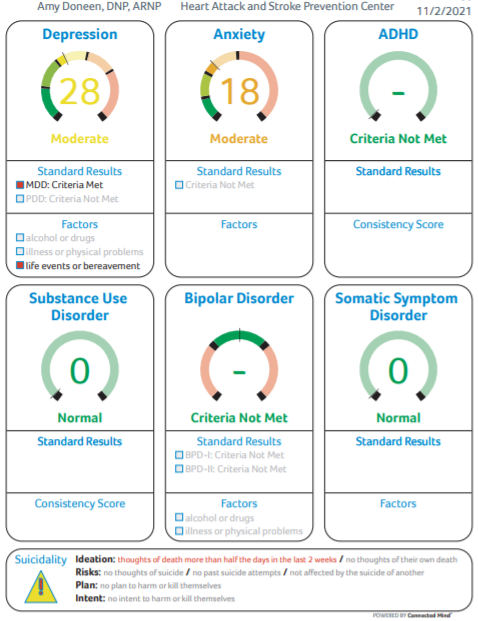 Amy Doneen, DNP, ARNP Heart Attack and Stroke Prevention Center 11/2/2021
Depression
28
Moderate
Standard Results
MDD: Criteria Met
PDD: Criteria Not Met
Factors
alcohol or drugs
illness or physical problems
life events or bereavement
Anxiety
18
Moderate
Standard Results
Criteria Not Met
Factors
ADHD
-
Criteria Not Met
Standard Results
Consistency Score
Substance Use
Disorder
0
Normal
Standard Results
Consistency Score
Bipolar Disorder
-
Criteria Not Met
Standard Results
BPD-I: Criteria Not Met
BPD-II: Criteria Not Met
Factors
alcohol or drugs
illness or physical problems
Somatic Symptom
Disorder
0
Normal
Standard Results
Factors
Suicidality
Ideation: thoughts of death more than half the days in the last 2 weeks / no thoughts of their own death
Risks: no thoughts of suicide / no past suicide attempts / not affected by the suicide of another
Plan: no plan to harm or kill themselves
Intent: no intent to harm or kill themselves
POWERED BY Connected Mind